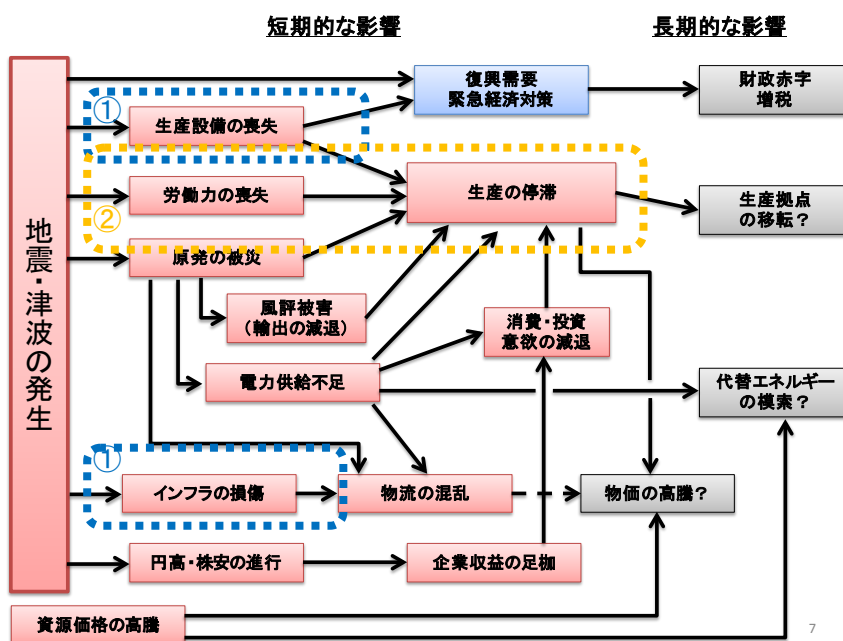 短期的な影響
長期的な影響
地震・津波の発生
復興需要
緊急経済対策
財政赤字
増税
①
生産設備の喪失
労働力の喪失
②
生産の停滞
生産拠点
の移転？
原発の被災
風評被害
（輸出の減退）
消費・投資
意欲の減退
電力供給不足
代替エネルギー
の模索？
①
インフラの損傷
物流の混乱
物価の高騰？
円高・株安の進行
企業収益の足枷
資源価格の高騰
7